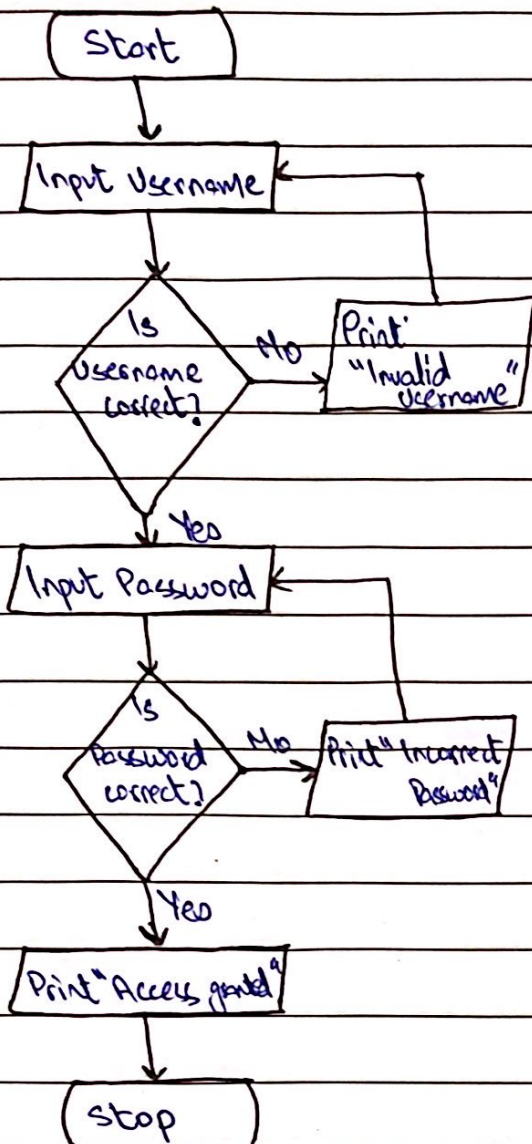 Start
Input Username
Is
Username
correct?
No
Print
"Invalid
Username"
Yes
Input Password
Is
Password
correct?
No
Print "Incorrect
Password"
Yes
Print "Access granted"
Stop